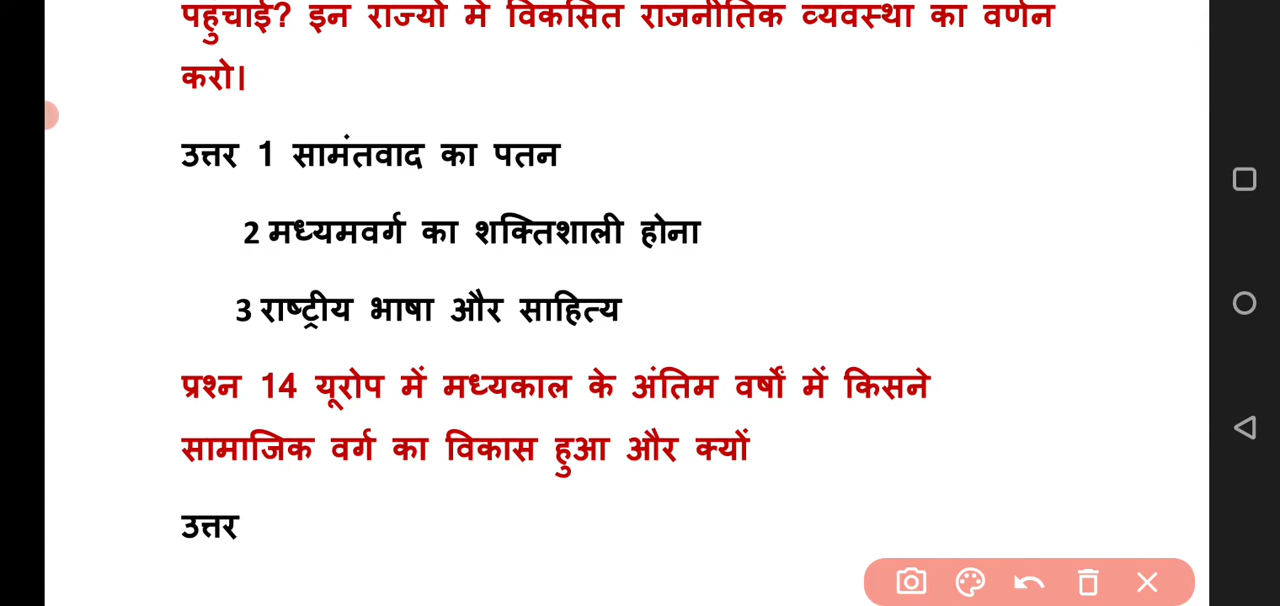 पहुचाई? इन राज्यो मे विकसित राजनीतिक व्यवस्था का वर्णन
करो।
उत्तर 1 सामंतवाद का पतन
2 मध्यमवर्ग का शक्तिशाली होना
3 राष्ट्रीय भाषा और साहित्य
प्रश्न 14 यूरोप में मध्यकाल के अंतिम वर्षों में किसने
सामाजिक वर्ग का विकास हुआ और क्यों
उत्तर